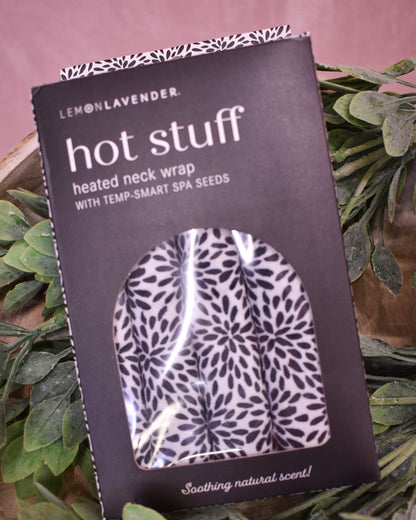 LEMONLAVENDER®
hot stuff
heated neck wrap
WITH TEMP-SMART SPA SEEDS
Soothing natural scent!